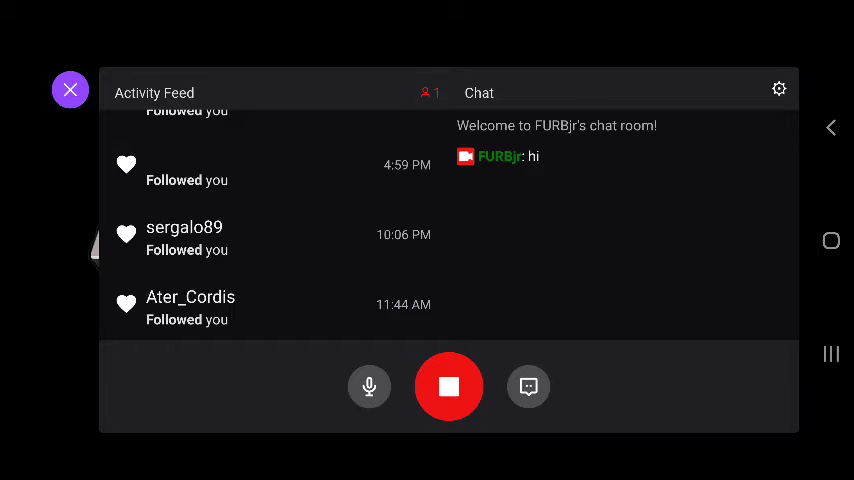 Activity Feed
1
Followed you
4:59 PM
Followed you
sergalo89
10:06 PM
Followed you
Ater_Cordis
11:44 AM
Followed you
Chat
Welcome to FURBjr's chat room!
FURBjr: hi